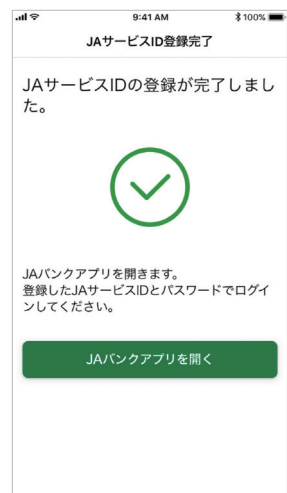 9:41 AM
100%
JAサービスID登録完了
JAサービスIDの登録が完了しまし
た。
JAバンクアプリを開きます。
登録したJAサービスIDとパスワードでログイ
ンしてください。
JAバンクアプリを開く